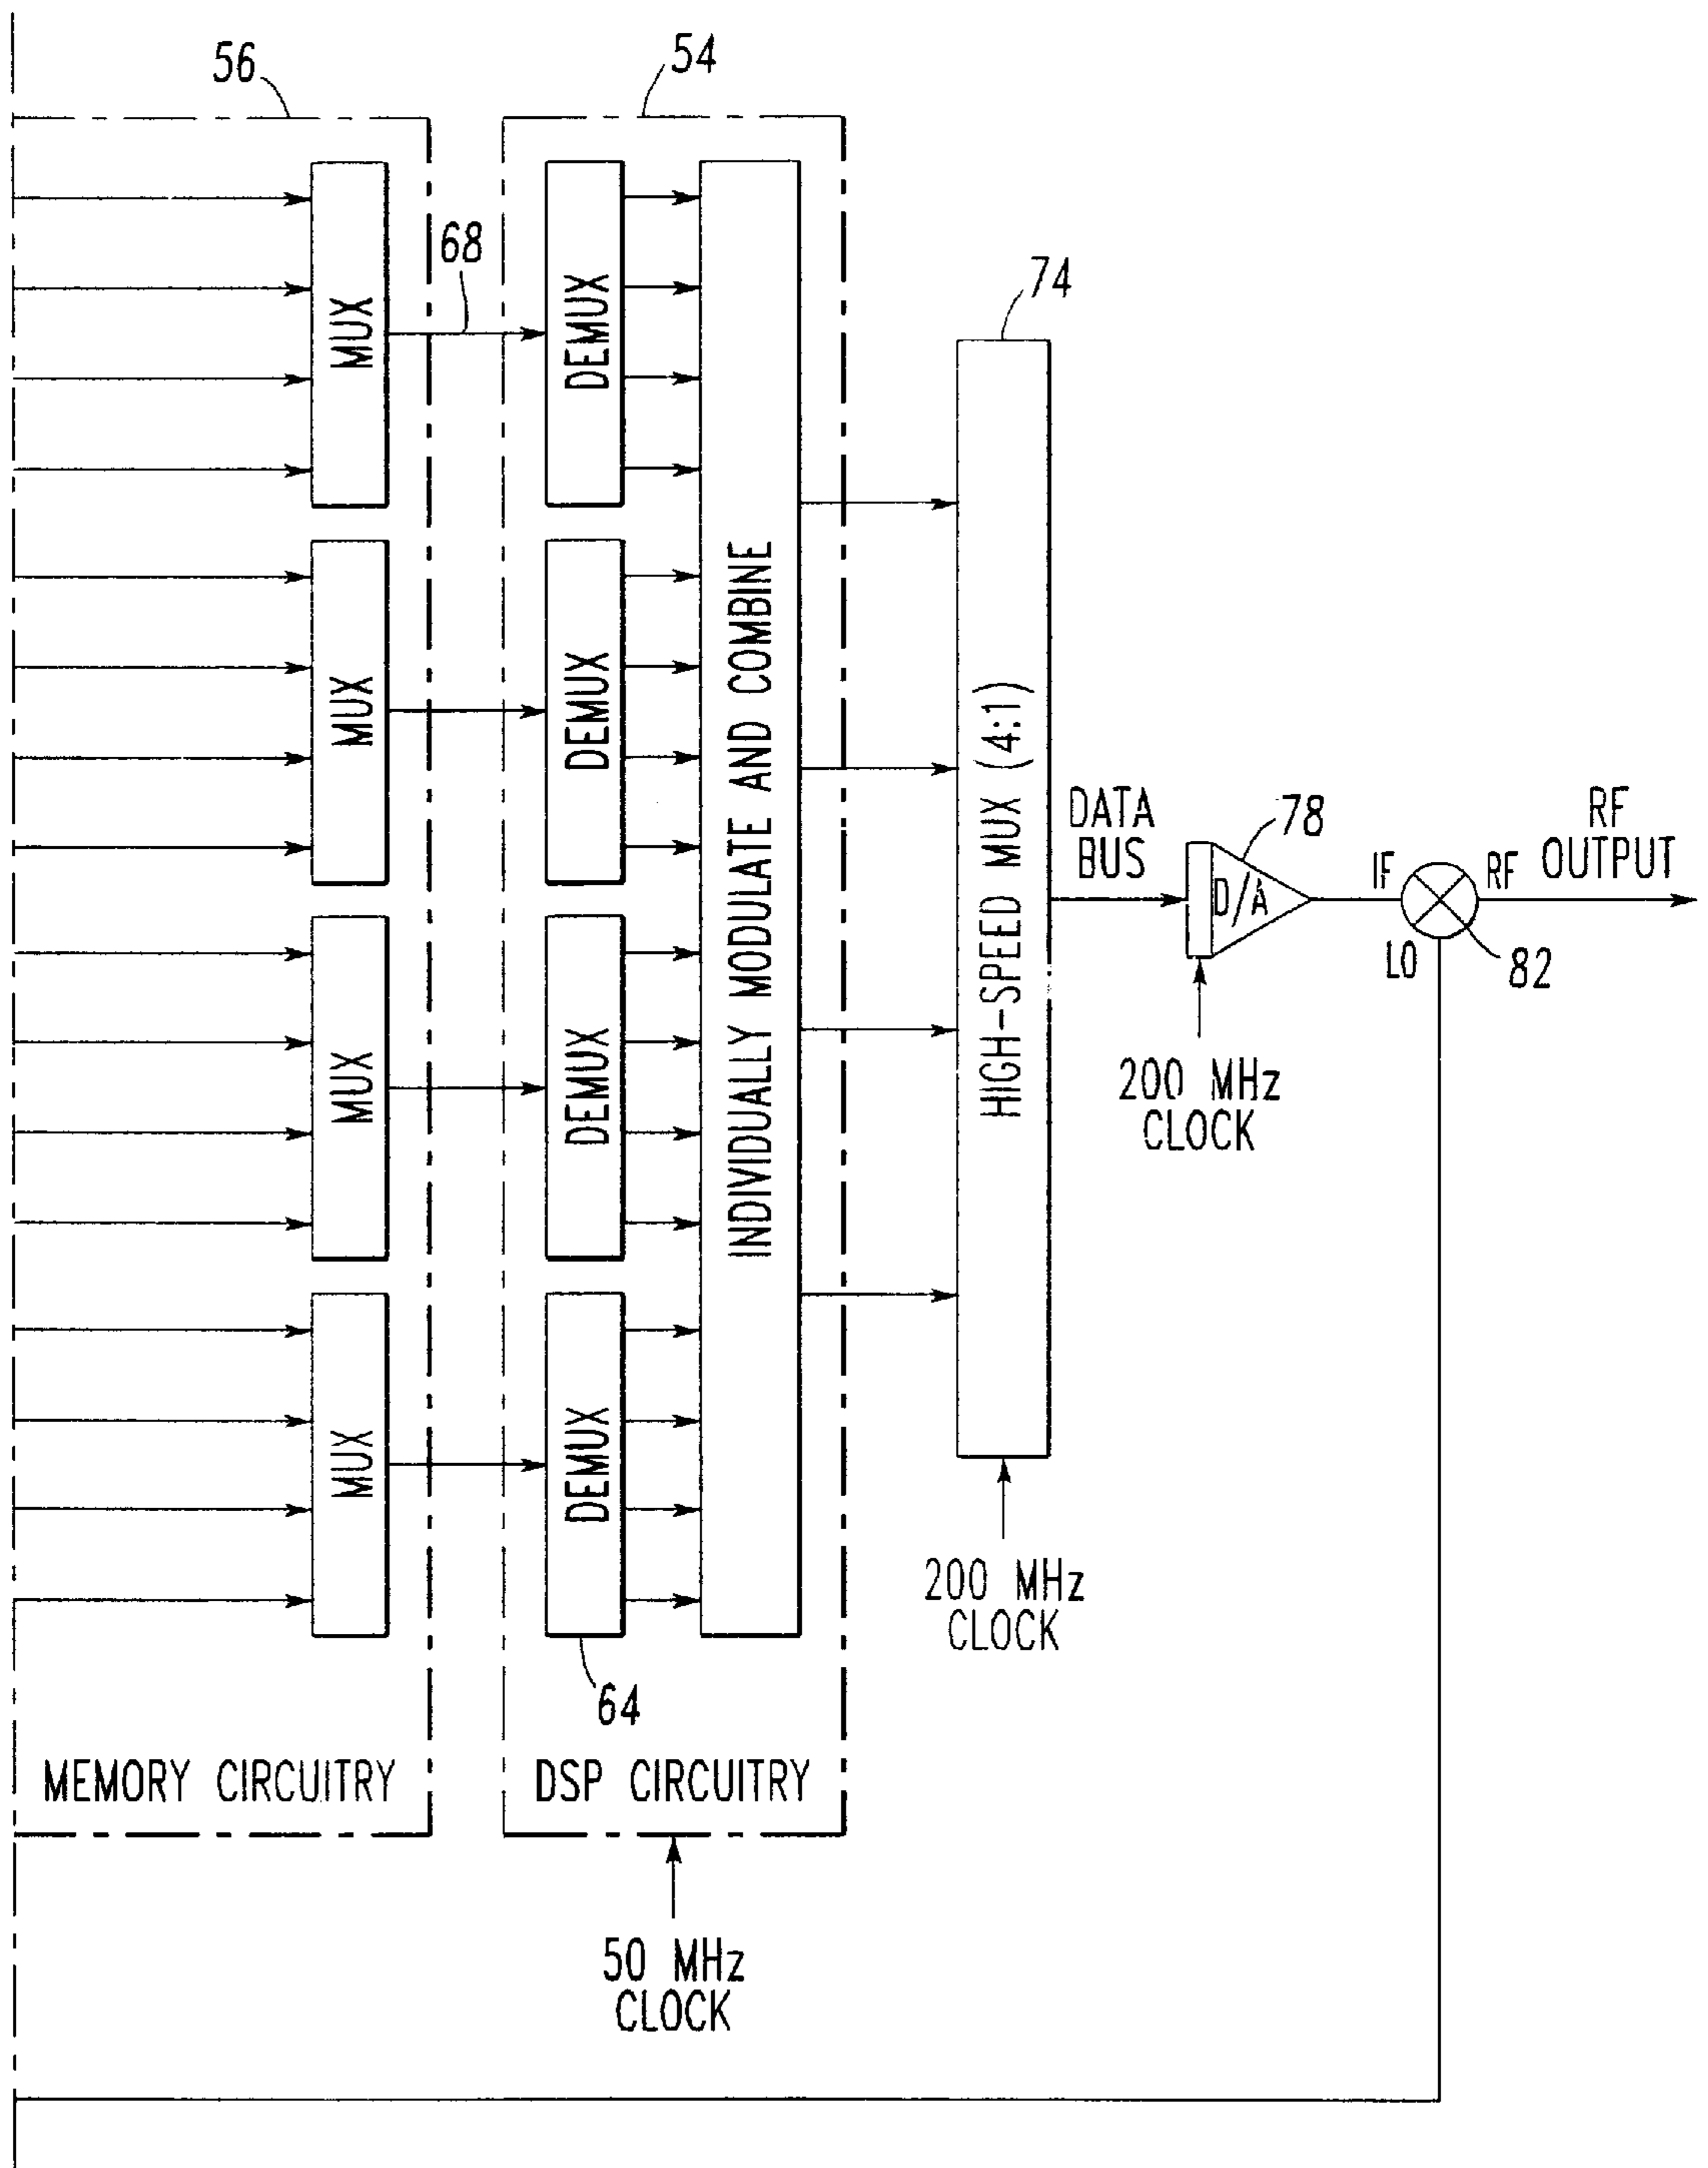 56
54
68
74
MUX
DEMUX
MUX
DEMUX
MUX
DEMUX
MUX
DEMUX
INDIVIDUALLY MODULATE AND COMBINE
HIGH-SPEED MUX (4:1)
DATA
BUS
78
D/A
IF
RF
LO
82
RF
OUTPUT
200 MHz
CLOCK
200 MHz
CLOCK
64
MEMORY CIRCUITRY
DSP CIRCUITRY
50 MHz
CLOCK